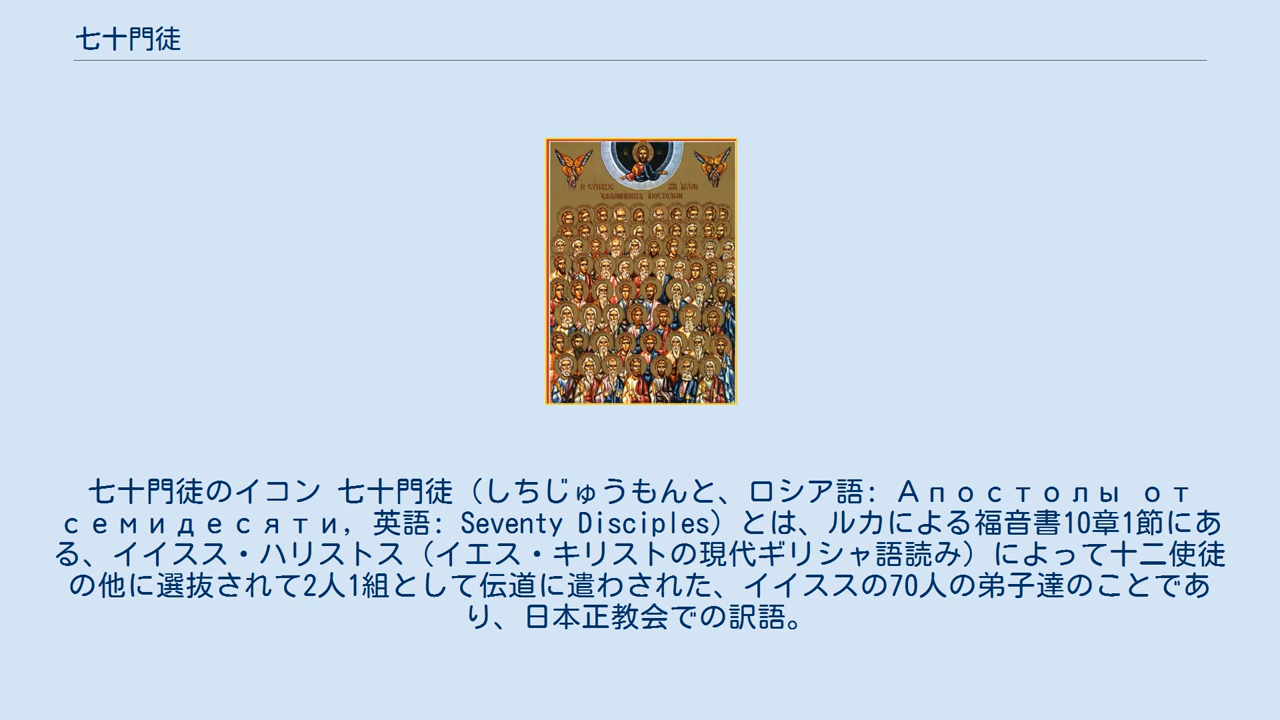 七十門徒
Η ΣΥΝΑΞΙΣ ΤΩΝ ΑΓΙΩΝ
ΕΒΔΟΜΗΚΟΝΤΑ ΑΠΟΣΤΟΛΩΝ
七十門徒のイコン 七十門徒（しちじゅうもんと、ロシア語: Апостолы от
семидесяти, 英語: Seventy Disciples）とは、ルカによる福音書10章1節にあ
る、イイスス・ハリストス（イエス・キリストの現代ギリシャ語読み）によって十二使徒
の他に選抜されて2人1組として伝道に遣わされた、イイススの70人の弟子達のことであ
り、日本正教会での訳語。